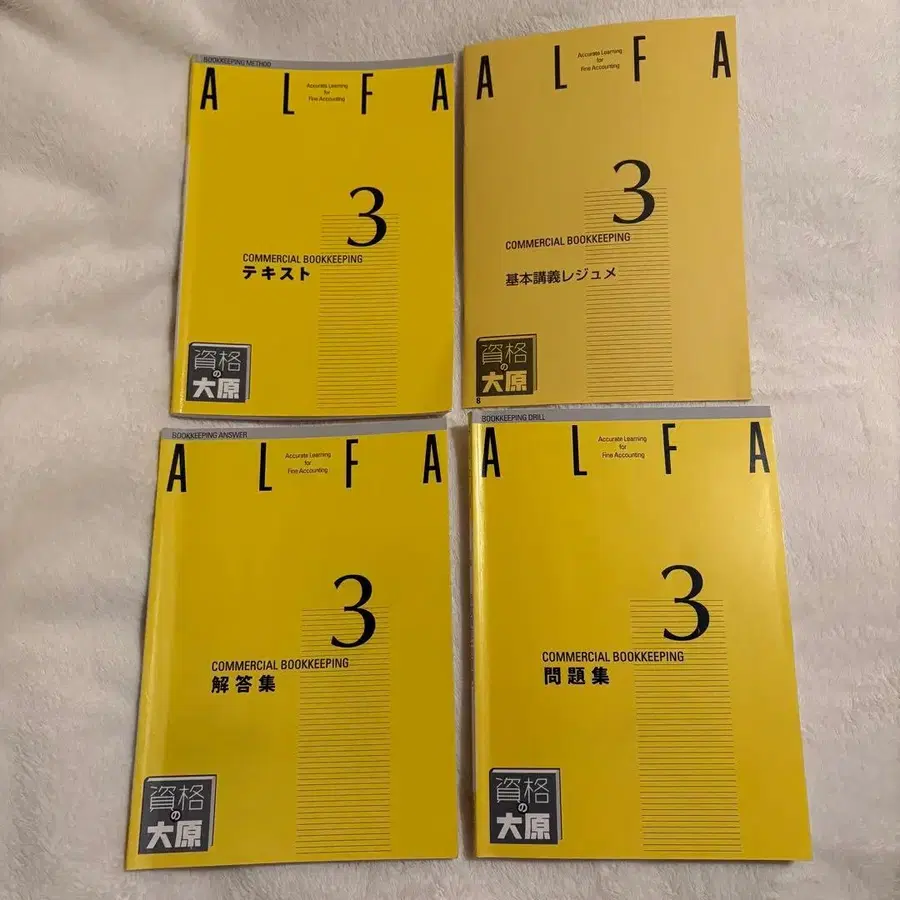 BOOKKEEPING METHOD
A L F A
Accurate Learning
for
Fine Accounting
3
COMMERCIAL BOOKKEEPING
テキスト
資格
の
大原
A L F A
Accurate Learning
for
Fine Accounting
3
COMMERCIAL BOOKKEEPING
基本講義レジュメ
資格
の
大原
8
BOOKKEEPING ANSWER
A L F A
Accurate Learning
for
Fine Accounting
3
COMMERCIAL BOOKKEEPING
解答集
資格
の
大原
BOOKKEEPING DRILL
A L F A
Accurate Learning
for
Fine Accounting
3
COMMERCIAL BOOKKEEPING
問題集
資格
の
大原